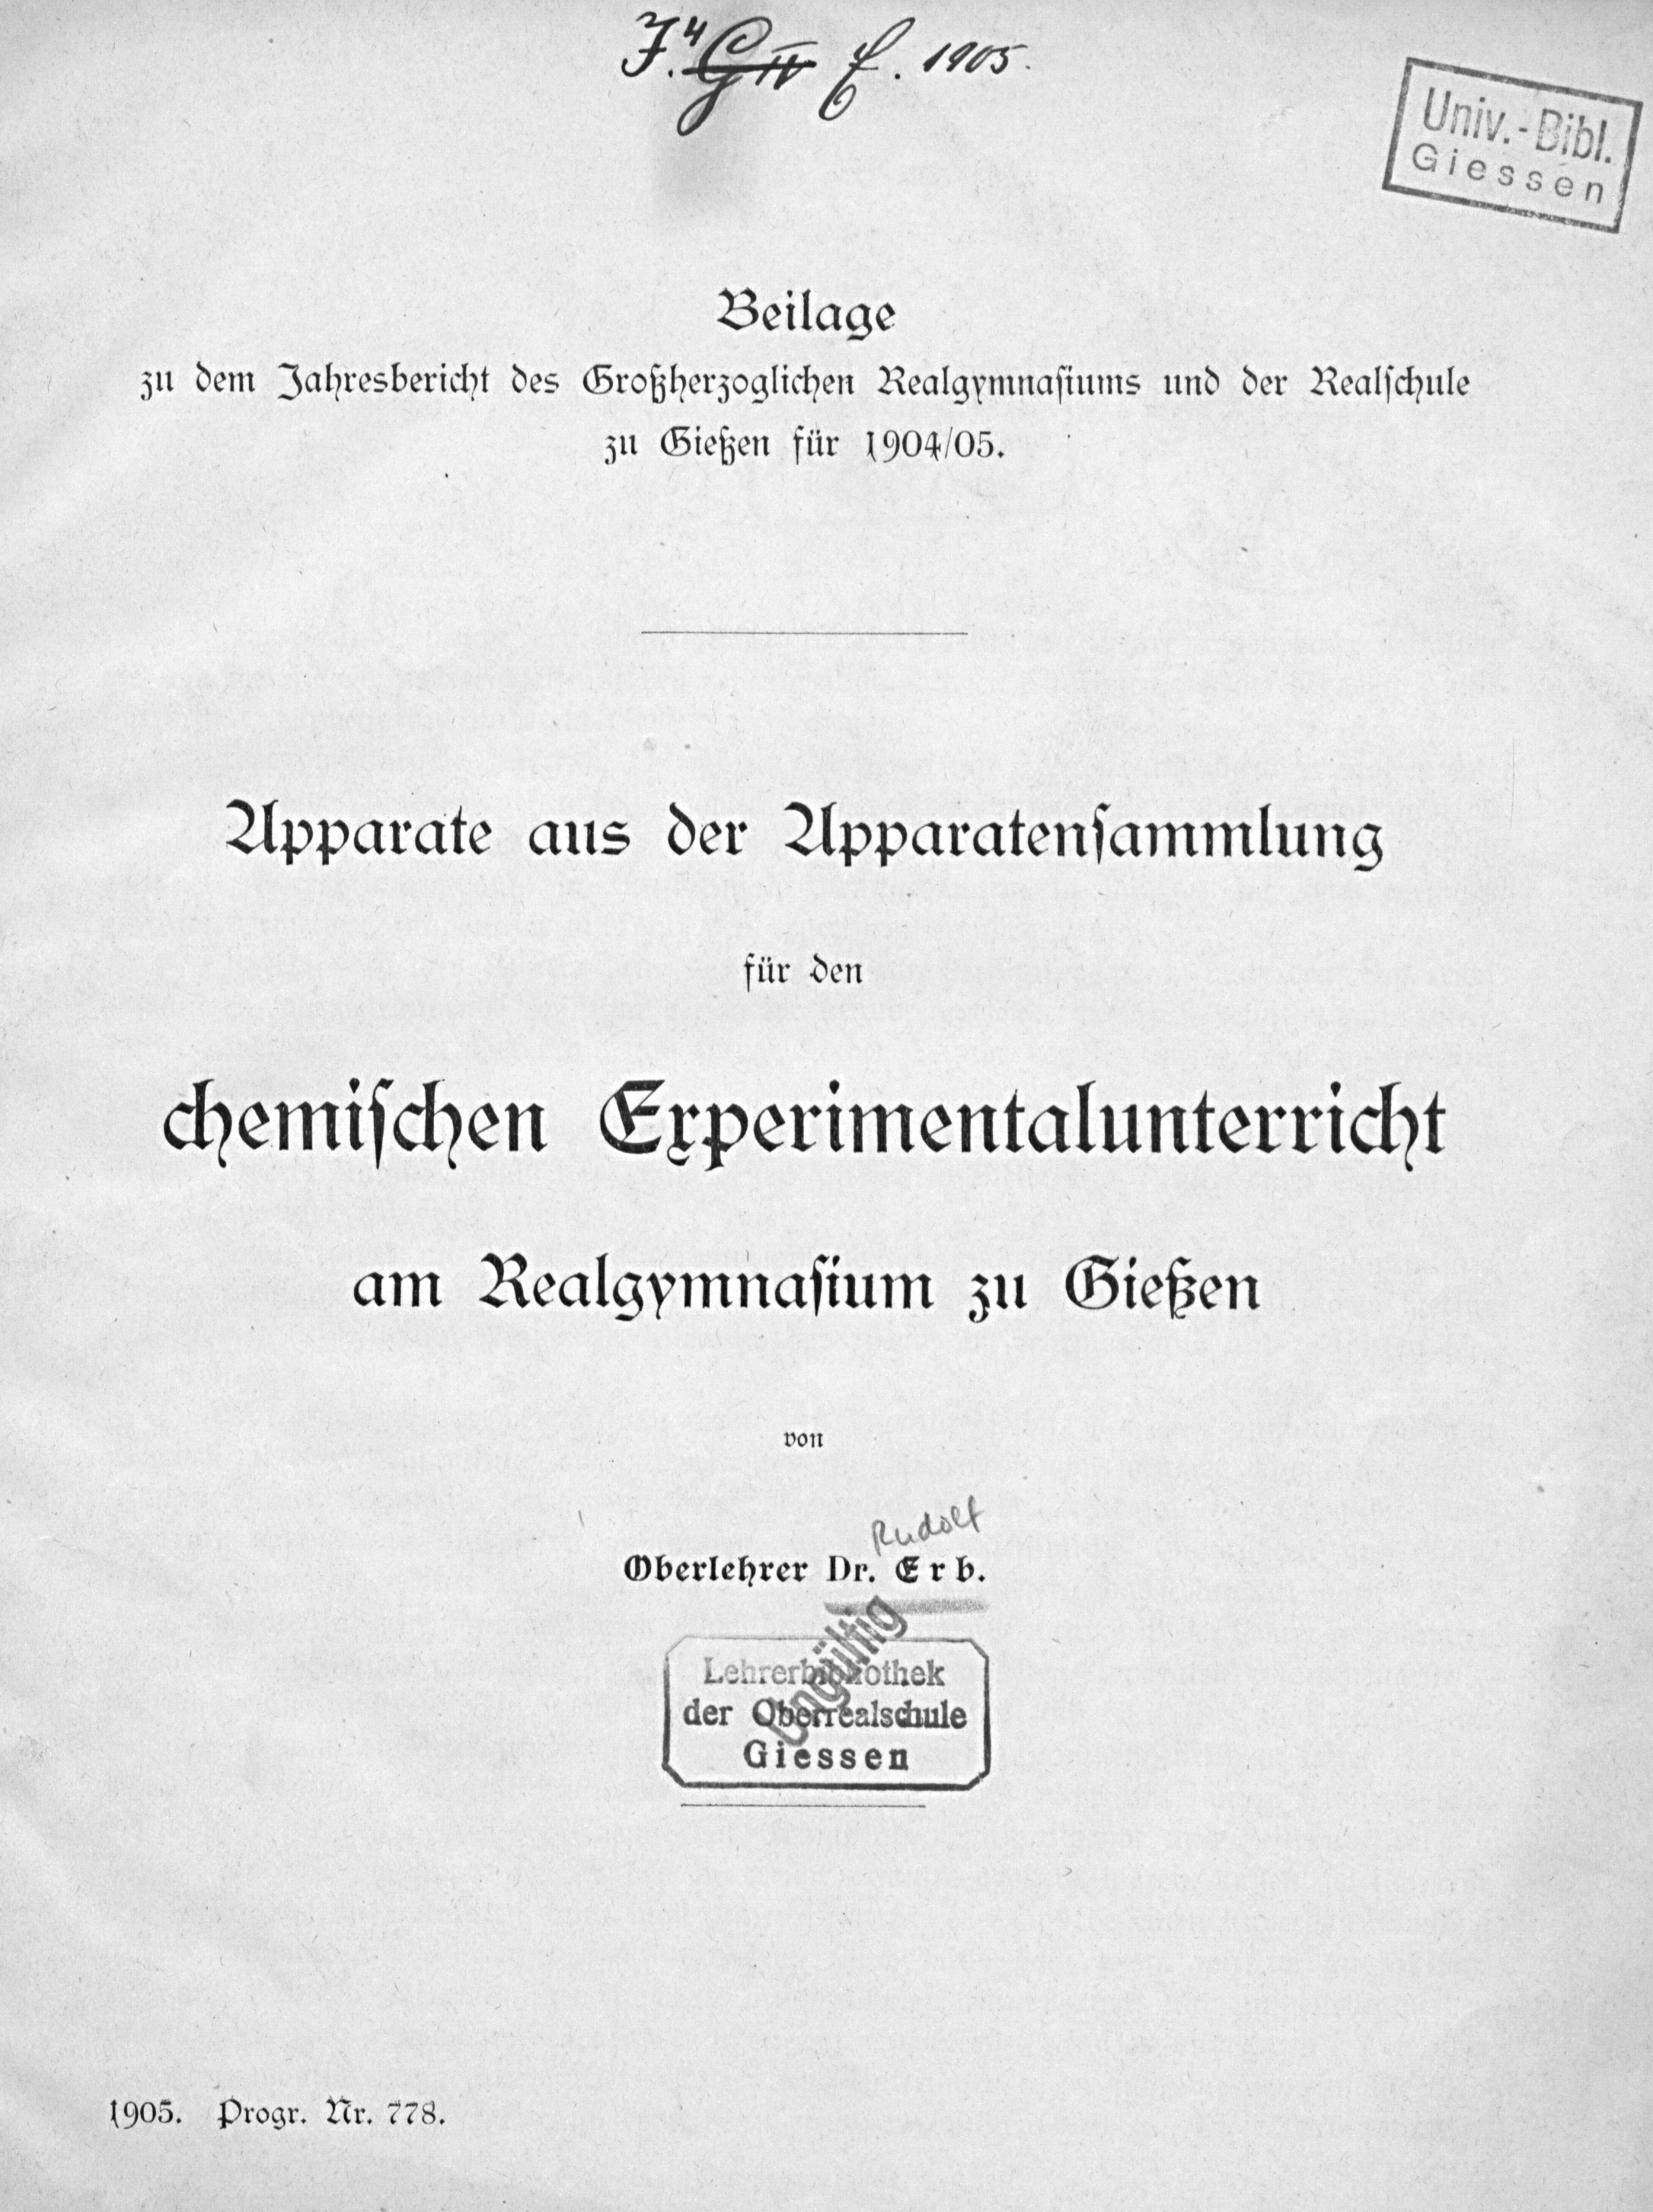 1905.
Univ.-Bibl.
Giessen
Beilage
zu dem Jahresbericht des Großherzoglichen Realgymnasiums und der Realschule
zu Gießen für 1904/05.
Apparate aus der Apparatensammlung
für den
chemischen Experimentalunterricht
am Realgymnasium zu Gießen
von
Rudolf
Oberlehrer Dr. Erb.
Ungültig
Lehrerbibliothek
der Oberrealschule
Giessen
1905. Progr. Nr. 778.